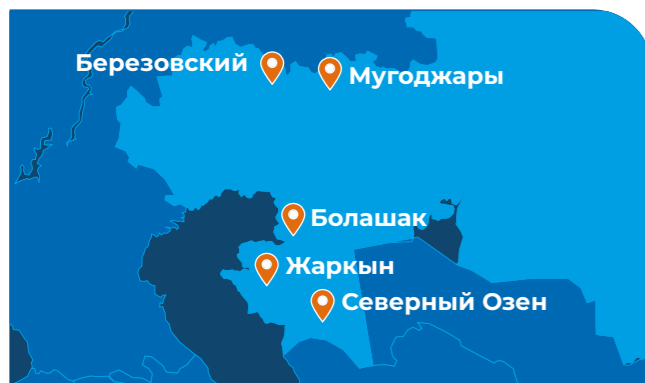 Березовский
Мугоджары
Болашак
Жаркын
Северный Озен